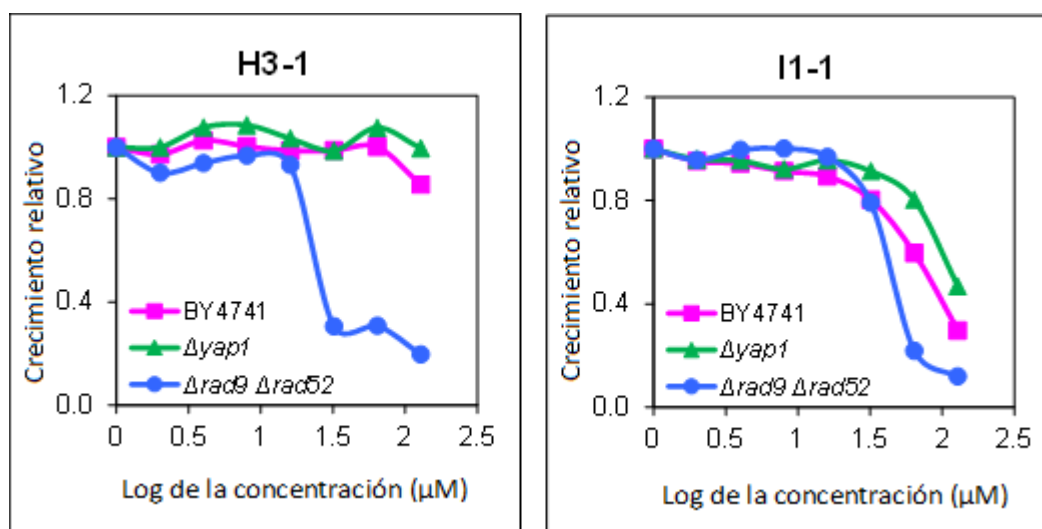 H3-1
1.2
0.8
0.4
0.0
Crecimiento relativo
BY4741
Δyap1
Δrad9 Δrad52
0 0.5 1 1.5 2 2.5
Log de la concentración (µM)
I1-1
1.2
0.8
0.4
0.0
Crecimiento relativo
BY4741
Δyap1
Δrad9 Δrad52
0 0.5 1 1.5 2 2.5
Log de la concentración (µM)